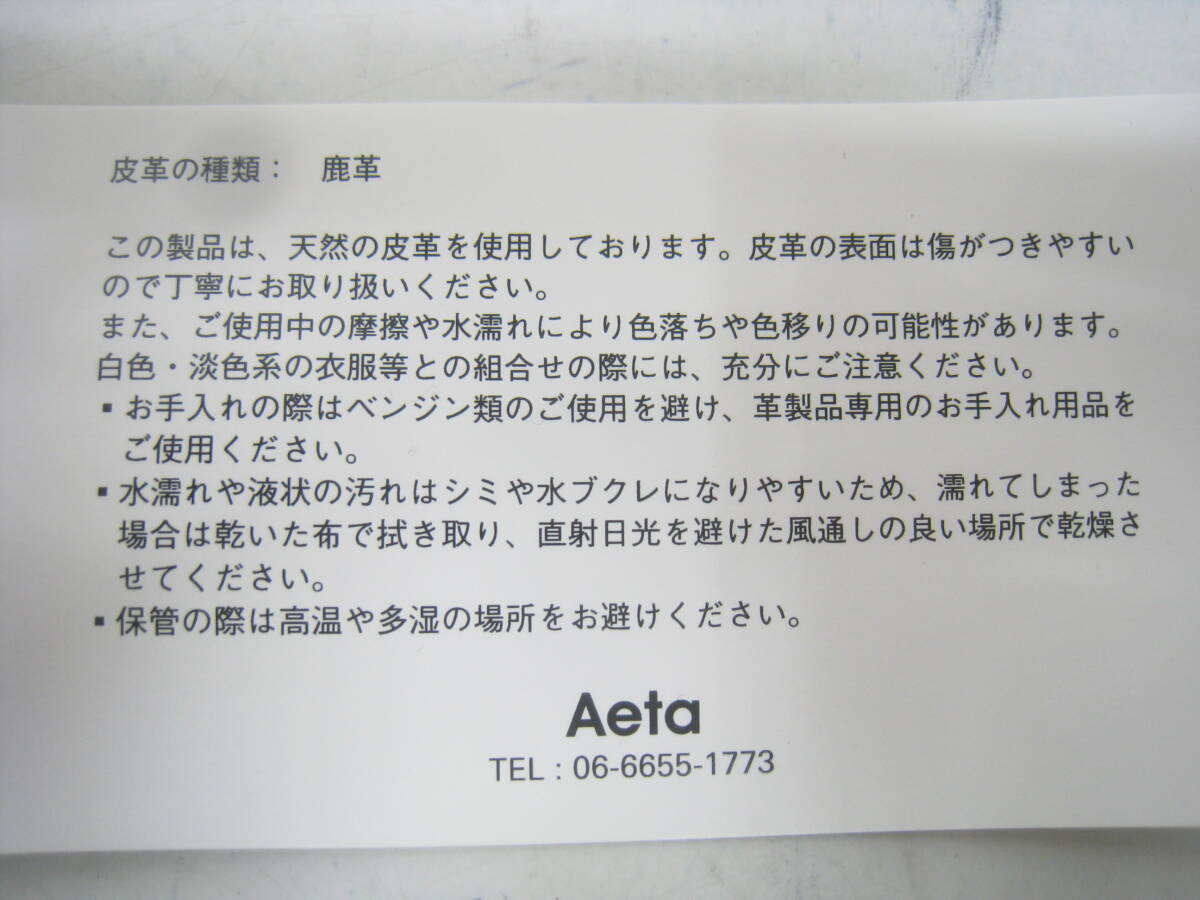 皮革の種類： 鹿革
この製品は、天然の皮革を使用しております。皮革の表面は傷がつきやすい
ので丁寧にお取り扱いください。
また、ご使用中の摩擦や水濡れにより色落ちや色移りの可能性があります。
白色・淡色系の衣服等との組合せの際には、充分にご注意ください。
▪ お手入れの際はベンジン類のご使用を避け、革製品専用のお手入れ用品を
ご使用ください。
▪ 水濡れや液状の汚れはシミや水ブクレになりやすいため、濡れてしまった
場合は乾いた布で拭き取り、直射日光を避けた風通しの良い場所で乾燥さ
せてください。
▪ 保管の際は高温や多湿の場所をお避けください。
Aeta
TEL : 06-6655-1773